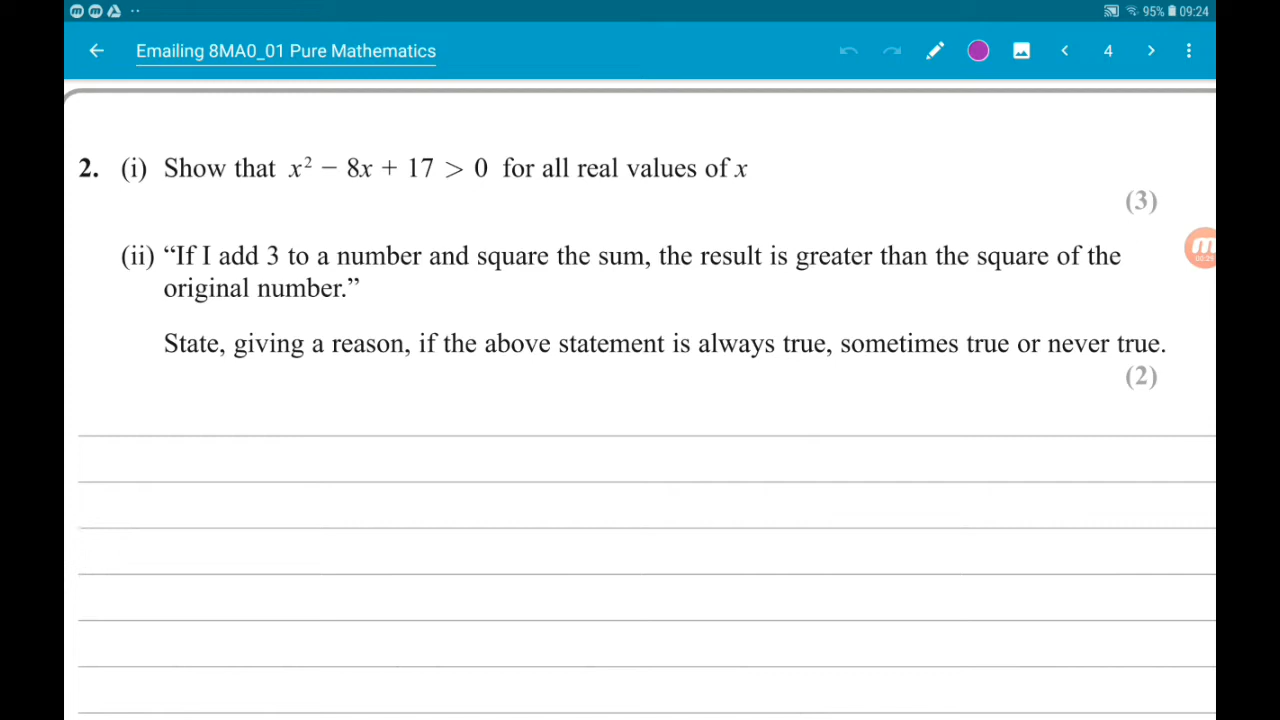 95% 09:24
Emailing 8MA0_01 Pure Mathematics
4
2. (i) Show that x² − 8x + 17 > 0 for all real values of x
(3)
(ii) “If I add 3 to a number and square the sum, the result is greater than the square of the
original number.”
00:25
State, giving a reason, if the above statement is always true, sometimes true or never true.
(2)